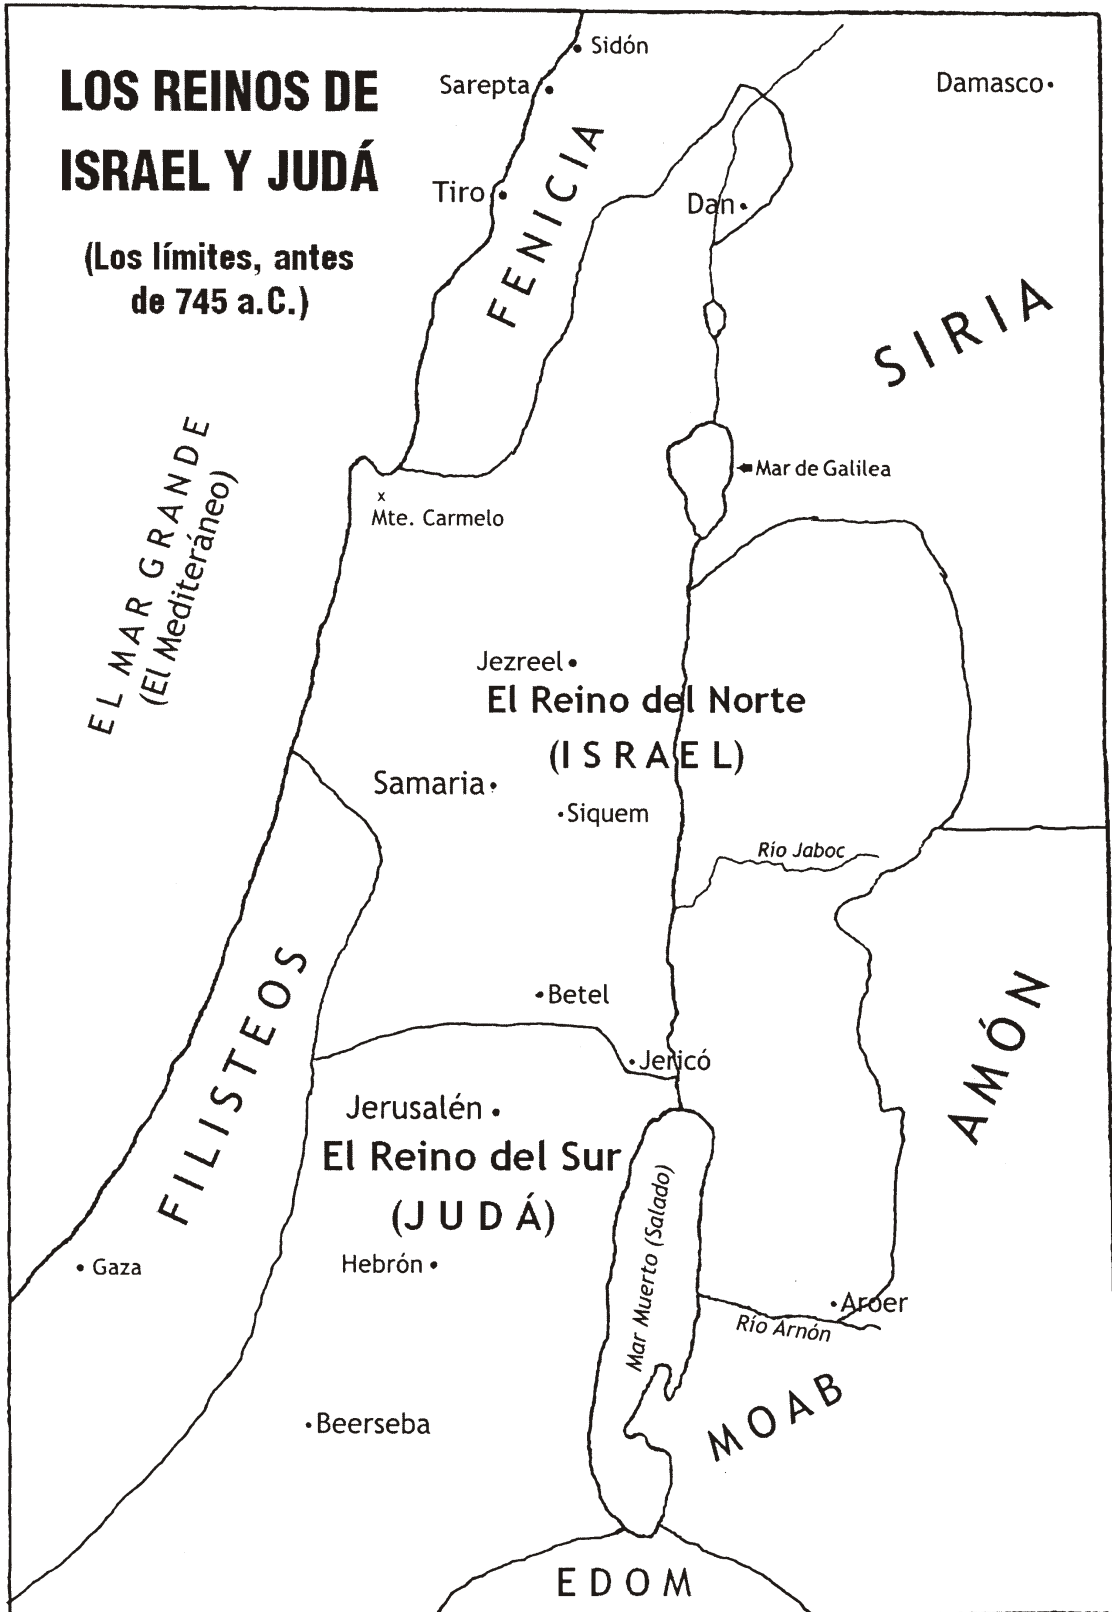 LOS REINOS DE
ISRAEL Y JUDÁ
(Los límites, antes
de 745 a.C.)
Sidón
Sarepta
Damasco
Tiro
FENICIA
Dan
SIRIA
EL MAR GRANDE
(El Mediteráneo)
Mar de Galilea
x
Mte. Carmelo
Jezreel
El Reino del Norte
(ISRAEL)
Samaria
Siquem
Río Jaboc
FILISTEOS
Betel
AMÓN
Jericó
Jerusalén
El Reino del Sur
(JUDÁ)
Mar Muerto (Salado)
Gaza
Hebrón
Aroer
Río Arnón
MOAB
Beerseba
EDOM